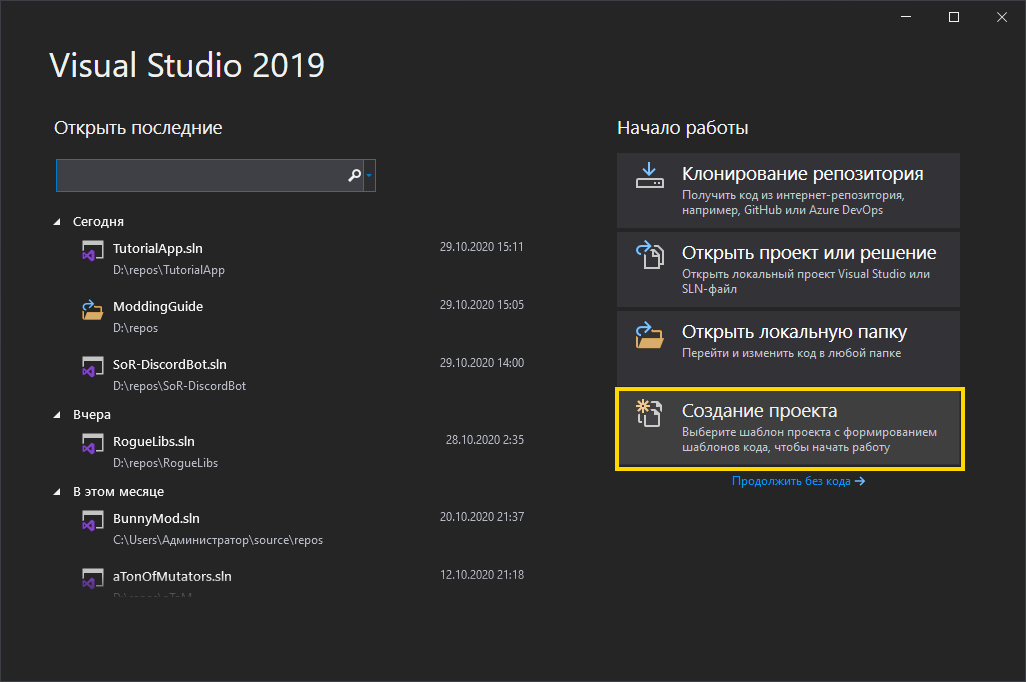 Visual Studio 2019
Открыть последние
Сегодня
TutorialApp.sln
29.10.2020 15:11
D:\repos\TutorialApp
ModdingGuide
29.10.2020 15:05
D:\repos
SoR-DiscordBot.sln
29.10.2020 14:00
D:\repos\SoR-DiscordBot
Вчера
RogueLibs.sln
28.10.2020 2:35
D:\repos\RogueLibs
В этом месяце
BunnyMod.sln
20.10.2020 21:37
C:\Users\Администратор\source\repos
aTonOfMutators.sln
12.10.2020 21:18
D:\repos\aToM
Начало работы
Клонирование репозитория
Получить код из интернет-репозитория,
например, GitHub или Azure DevOps
Открыть проект или решение
Открыть локальный проект Visual Studio или
SLN-файл
Открыть локальную папку
Перейти и изменить код в любой папке
Создание проекта
Выберите шаблон проекта с формированием
шаблонов кода, чтобы начать работу
Продолжить без кода →